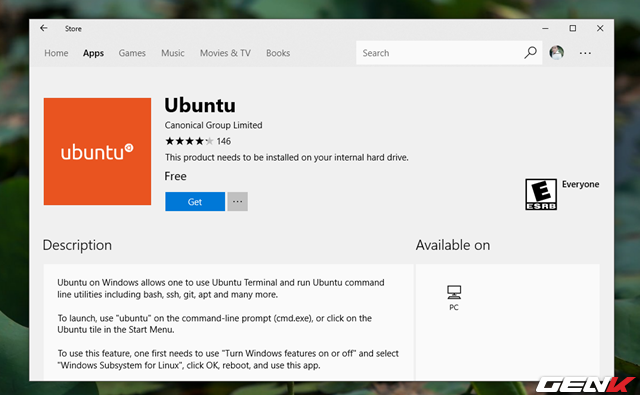 Store
Home Apps Games Music Movies & TV Books Search
Ubuntu
Canonical Group Limited
146
This product needs to be installed on your internal hard drive.
Free
Get
ubuntu
E
ESRB
Everyone
Description
Ubuntu on Windows allows one to use Ubuntu Terminal and run Ubuntu command
line utilities including bash, ssh, git, apt and many more.
To launch, use "ubuntu" on the command-line prompt (cmd.exe), or click on the
Ubuntu tile in the Start Menu.
To use this feature, one first needs to use "Turn Windows features on or off" and select
"Windows Subsystem for Linux", click OK, reboot, and use this app.
Available on
PC
GENK